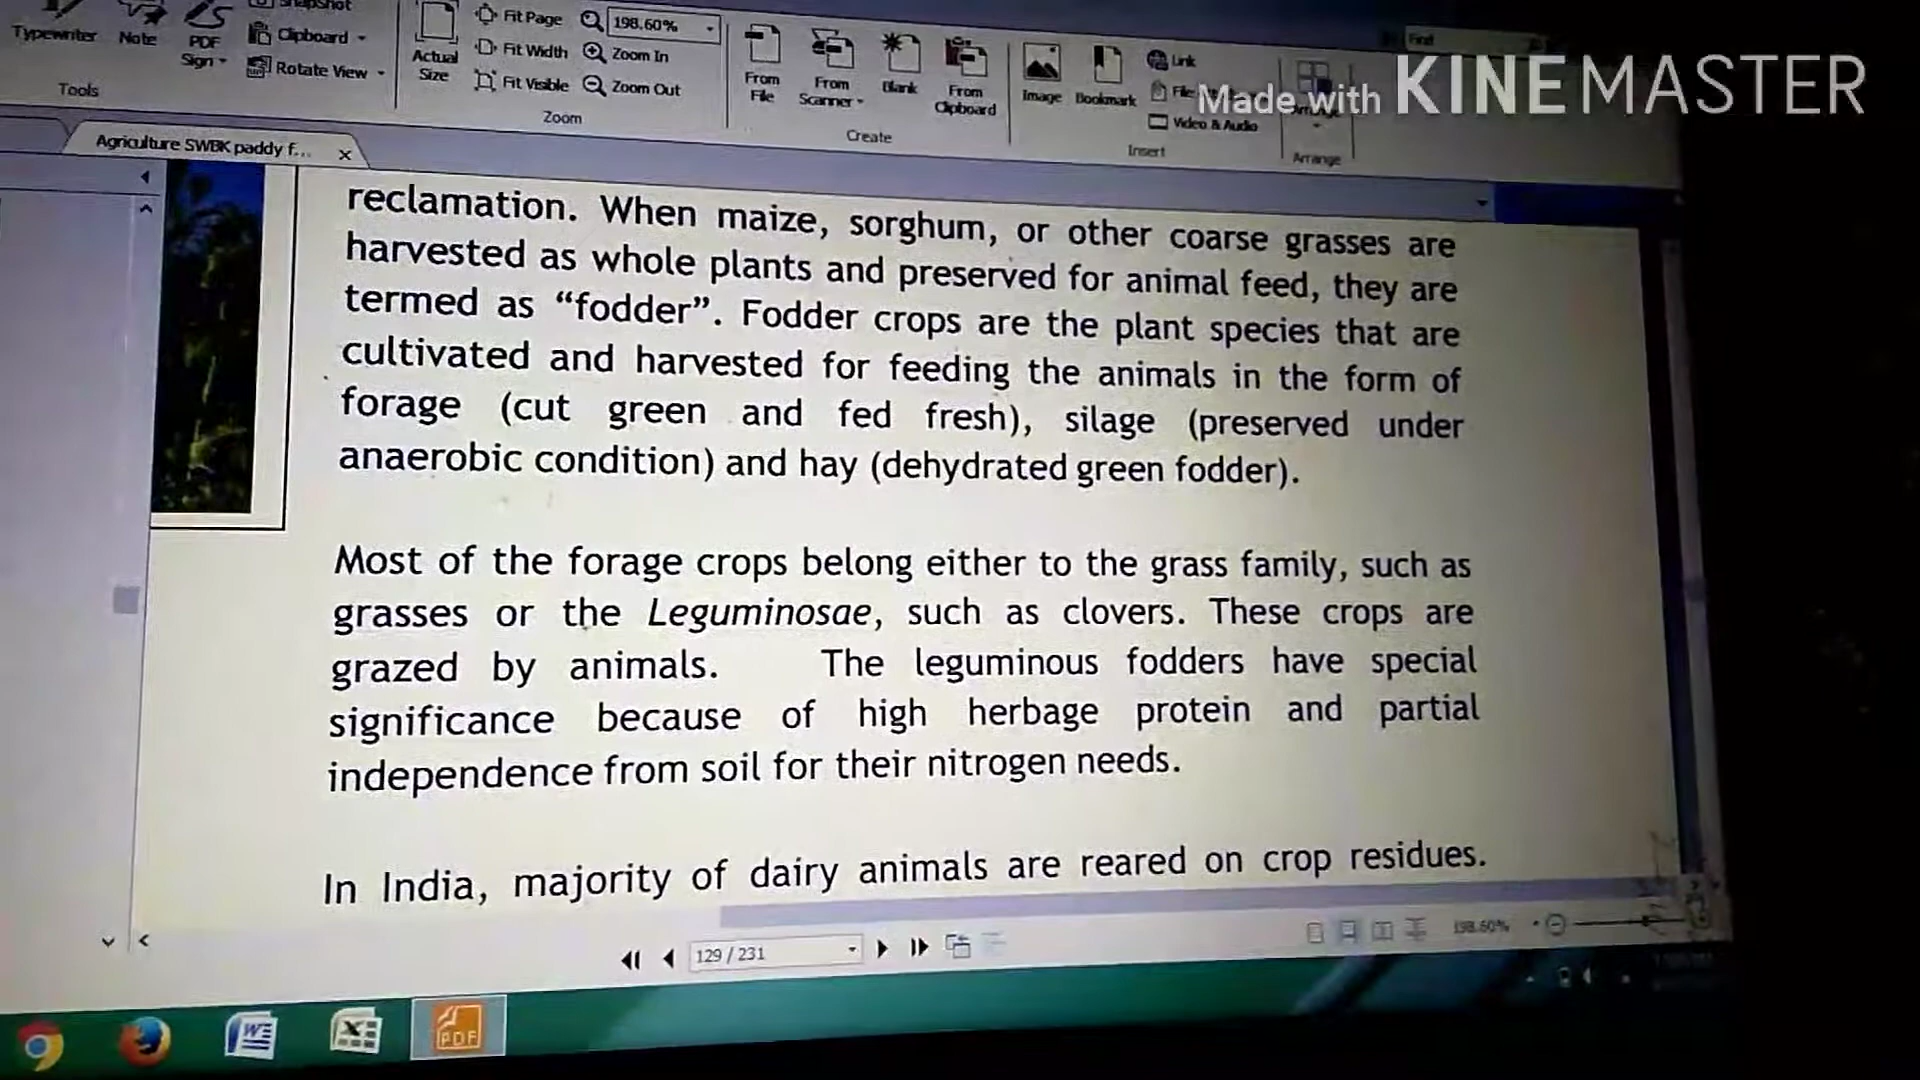 SnapShot
Typewriter
Note
PDF
Sign
Clipboard
Rotate View
Tools
Actual
Size
Fit Page
Fit Width
Fit Visible
198.60%
Zoom In
Zoom Out
Zoom
From
File
From
Scanner
Blank
From
Clipboard
Create
Image
Bookmark
Link
File
Video & Audio
Insert
Arrange
Arrange
Find
Made with KINEMASTER
Agriculture SWBK paddy f... x
reclamation. When maize, sorghum, or other coarse grasses are
harvested as whole plants and preserved for animal feed, they are
termed as “fodder”. Fodder crops are the plant species that are
cultivated and harvested for feeding the animals in the form of
forage (cut green and fed fresh), silage (preserved under
anaerobic condition) and hay (dehydrated green fodder).
Most of the forage crops belong either to the grass family, such as
grasses or the Leguminosae, such as clovers. These crops are
grazed by animals. The leguminous fodders have special
significance because of high herbage protein and partial
independence from soil for their nitrogen needs.
In India, majority of dairy animals are reared on crop residues.
129 / 231
198.60%
PDF